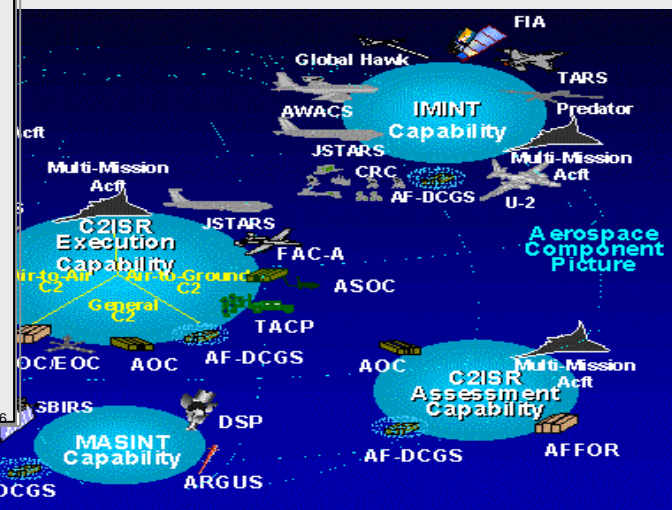 FIA
Global Hawk
TARS
AWACS
IMINT
Capability
Predator
JSTARS
Multi-Mission
Acft
CRC
AF-DCGS
U-2
Acft
Multi-Mission
Acft
JSTARS
C2ISR
Execution
Capability
Air-to-Ground
C2
C2
General
C2
FAC-A
ASOC
TACP
AF-DCGS
AOC
OC/EOC
Aerospace
Component
Picture
AOC
Multi-Mission
Acft
C2ISR
Assessment
Capability
AF-DCGS
AFFOR
SBIRS
DSP
MASINT
Capability
ARGUS
DCGS
6